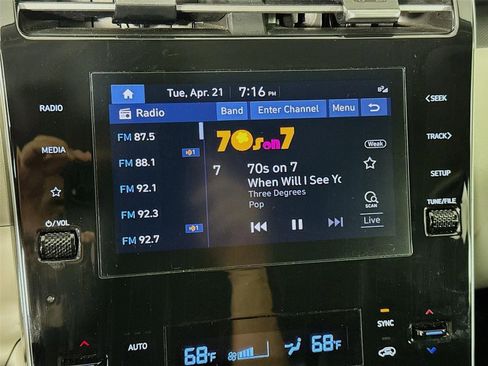 Tue, Apr. 21 7:16 PM
Radio Band Enter Channel Menu
FM 87.5
FM 88.1
FM 92.1
FM 92.3
FM 92.7
70s on 7
Weak
7 70s on 7
When Will I See Yo
Three Degrees
Pop
SCAN
Live
RADIO
MEDIA
VOL
< SEEK
TRACK >
SETUP
TUNE/FILE
AUTO
68°F
68°F
SYNC